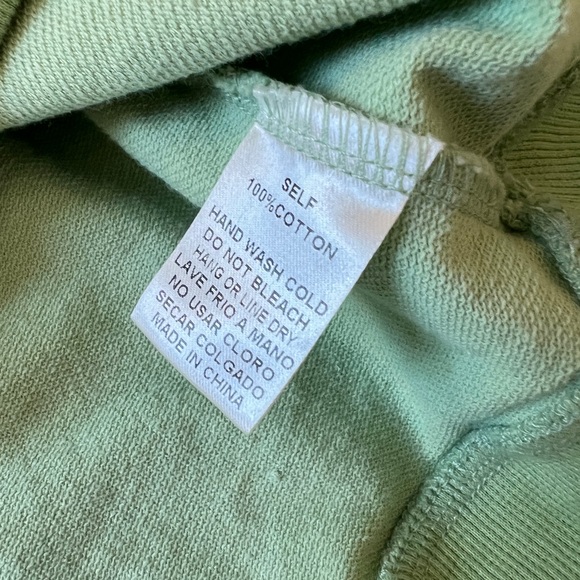 SELF
100%COTTON
HAND WASH COLD
DO NOT BLEACH
HANG OR LINE DRY
LAVE FRIO A MANO
NO USAR CLORO
SECAR COLGADO
MADE IN CHINA